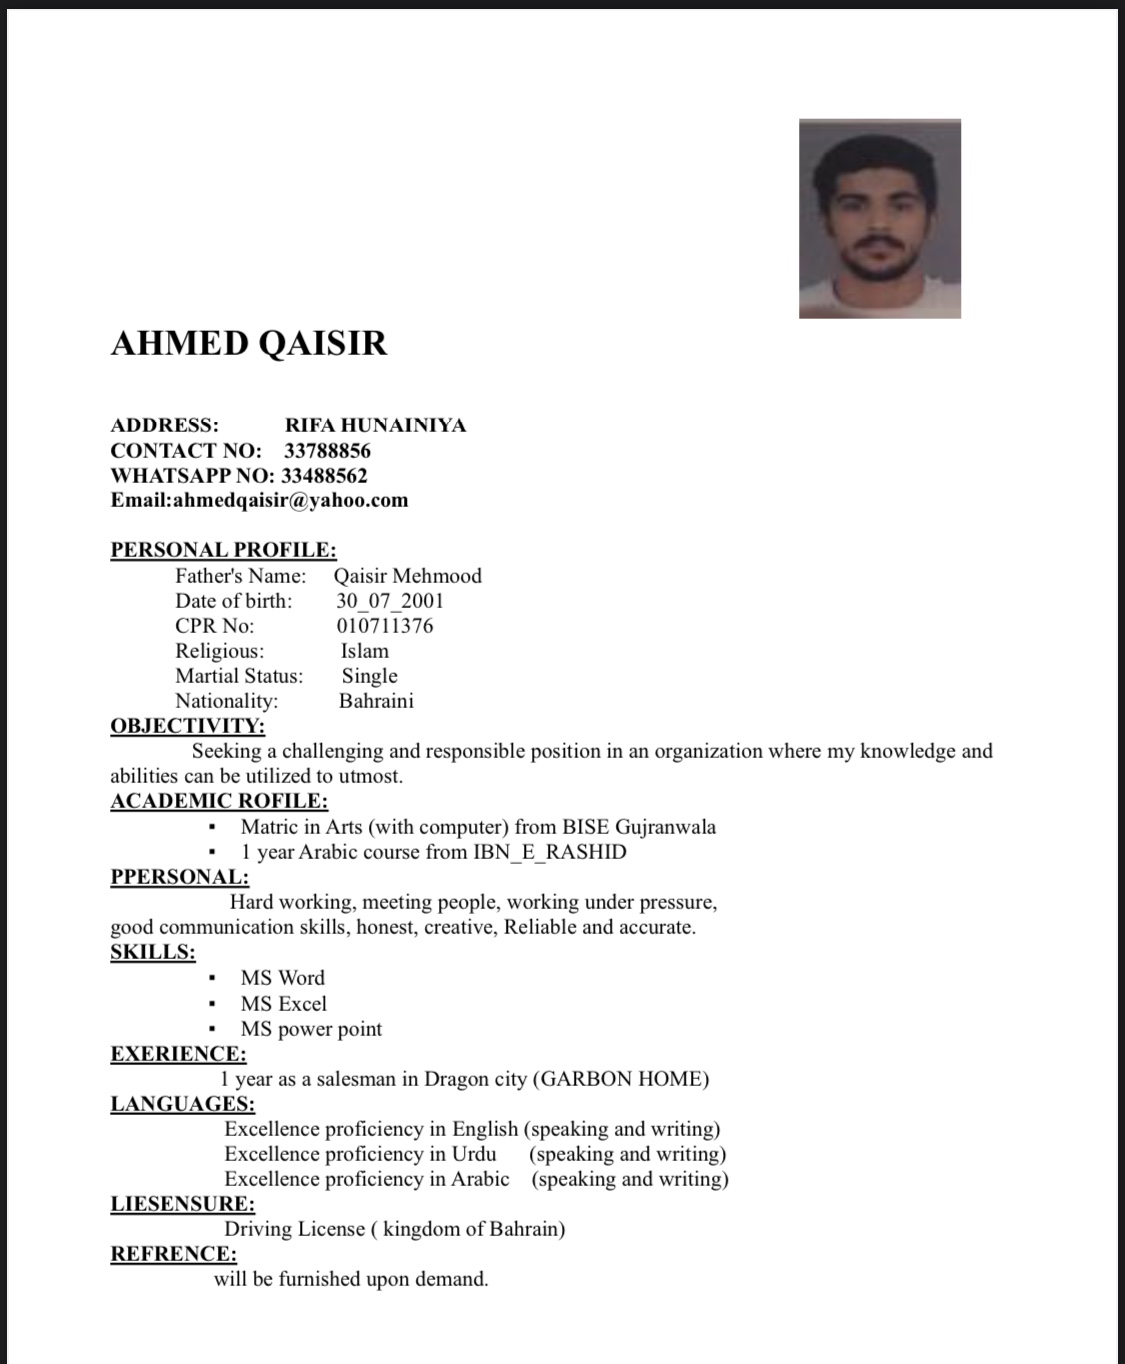 AHMED QAISIR
ADDRESS: RIFA HUNAINIYA
CONTACT NO: 33788856
WHATSAPP NO: 33488562
Email:ahmedqaisir@yahoo.com
PERSONAL PROFILE:
Father's Name: Qaisir Mehmood
Date of birth: 30_07_2001
CPR No: 010711376
Religious: Islam
Martial Status: Single
Nationality: Bahraini
OBJECTIVITY:
Seeking a challenging and responsible position in an organization where my knowledge and
abilities can be utilized to utmost.
ACADEMIC ROFILE:
▪ Matric in Arts (with computer) from BISE Gujranwala
▪ 1 year Arabic course from IBN_E_RASHID
PPERSONAL:
Hard working, meeting people, working under pressure,
good communication skills, honest, creative, Reliable and accurate.
SKILLS:
▪ MS Word
▪ MS Excel
▪ MS power point
EXERIENCE:
1 year as a salesman in Dragon city (GARBON HOME)
LANGUAGES:
Excellence proficiency in English (speaking and writing)
Excellence proficiency in Urdu (speaking and writing)
Excellence proficiency in Arabic (speaking and writing)
LIESENSURE:
Driving License ( kingdom of Bahrain)
REFRENCE:
will be furnished upon demand.